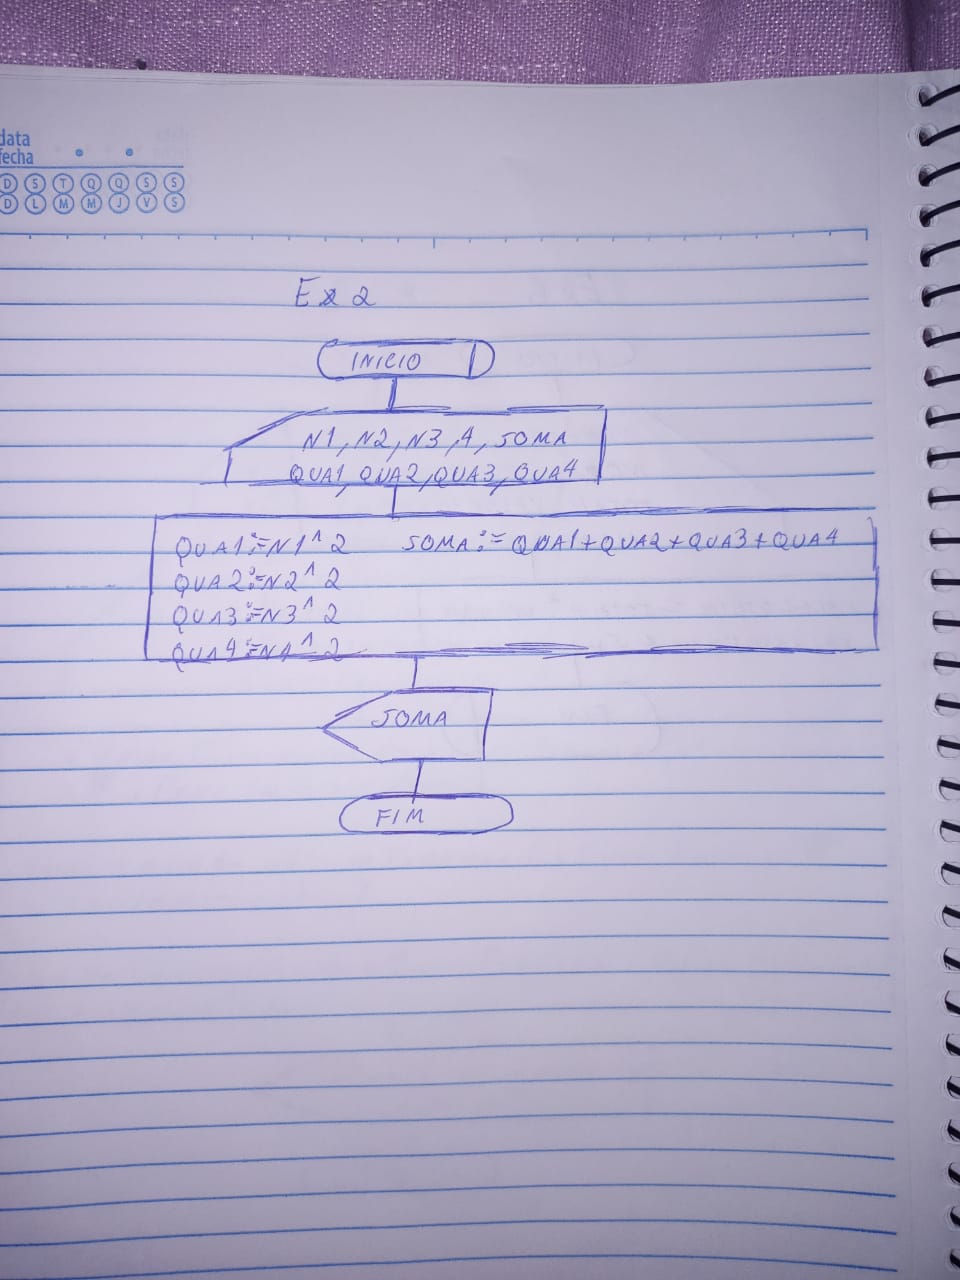 data
fecha
D S T Q Q S S
D L M M J V S
Ex 2
INICIO
N1, N2, N3, 4, SOMA
QUA1, QUA2, QUA3, QUA4
QUA1:=N1^2 SOMA:=QUA1+QUA2+QUA3+QUA4
QUA2:=N2^2
QUA3:=N3^2
QUA4:=N4^2
SOMA
FIM